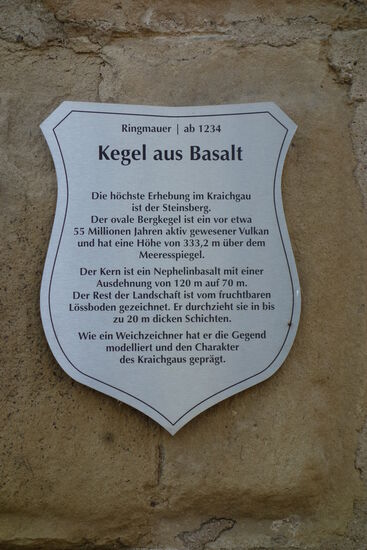 Ringmauer | ab 1234
Kegel aus Basalt
Die höchste Erhebung im Kraichgau
ist der Steinsberg.
Der ovale Bergkegel ist ein vor etwa
55 Millionen Jahren aktiv gewesener Vulkan
und hat eine Höhe von 333,2 m über dem
Meeresspiegel.
Der Kern ist ein Nephelinbasalt mit einer
Ausdehnung von 120 m auf 70 m.
Der Rest der Landschaft ist vom fruchtbaren
Lössboden gezeichnet. Er durchzieht sie in bis
zu 20 m dicken Schichten.
Wie ein Weichzeichner hat er die Gegend
modelliert und den Charakter
des Kraichgaus geprägt.